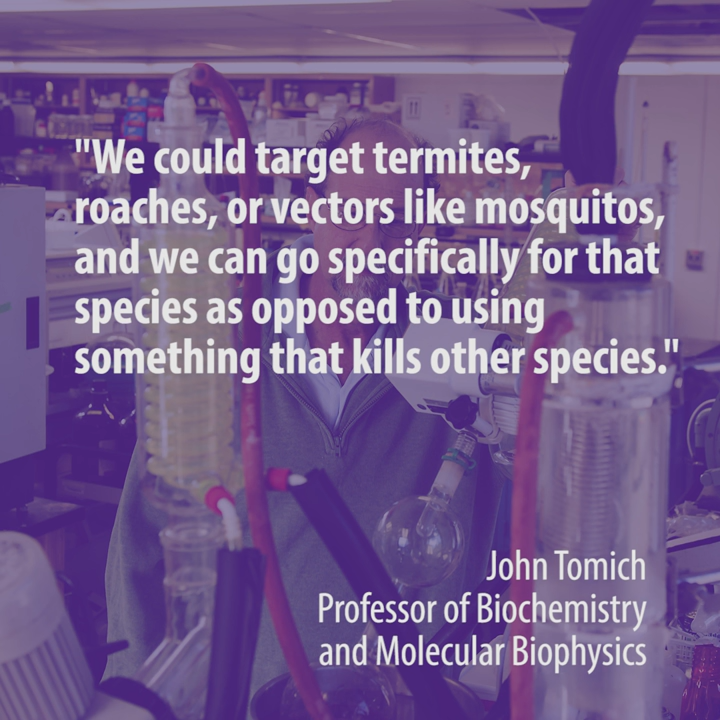 "We could target termites,
roaches, or vectors like mosquitos,
and we can go specifically for that
species as opposed to using
something that kills other species."
John Tomich
Professor of Biochemistry
and Molecular Biophysics